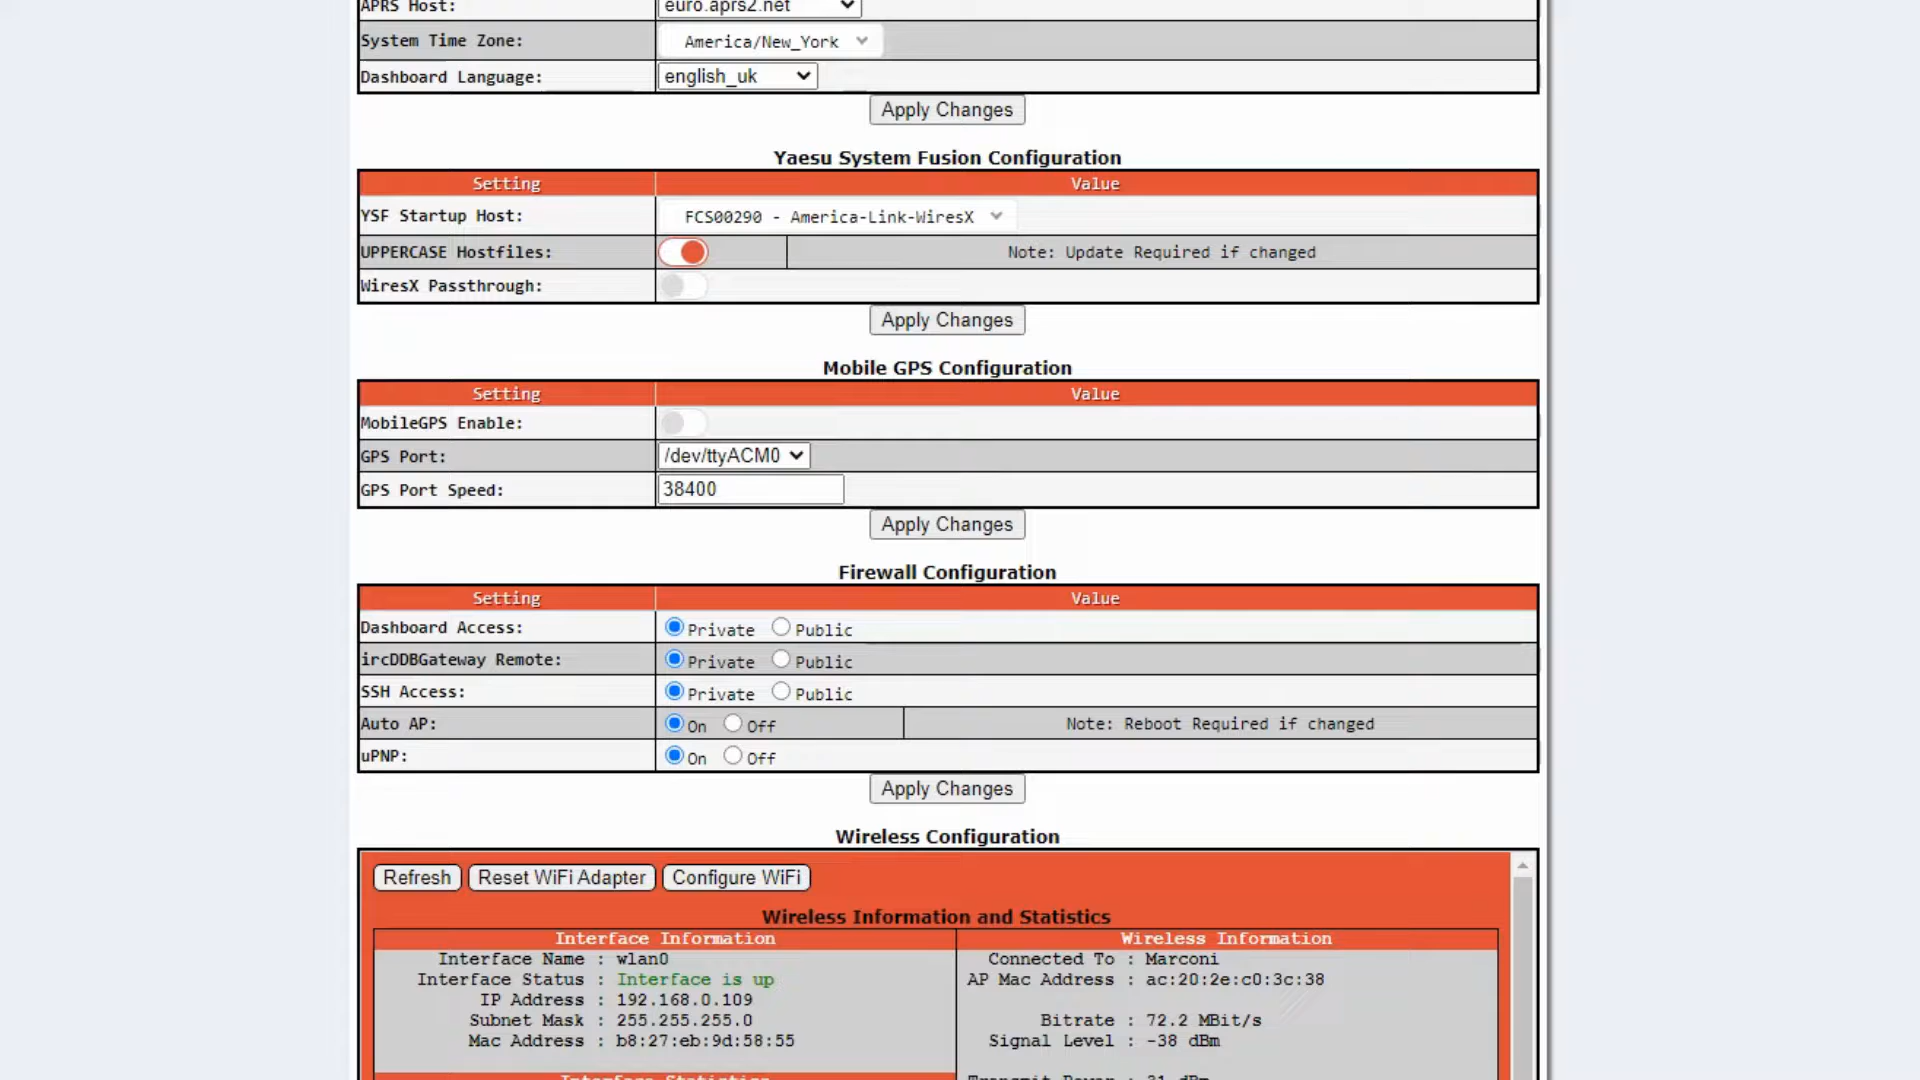 APRS Host: euro.aprs2.net
System Time Zone: America/New_York
Dashboard Language: english_uk
Apply Changes
Yaesu System Fusion Configuration
Setting Value
YSF Startup Host: FCS00290 - America-Link-WiresX
UPPERCASE Hostfiles: Note: Update Required if changed
WiresX Passthrough:
Apply Changes
Mobile GPS Configuration
Setting Value
MobileGPS Enable:
GPS Port: /dev/ttyACM0
GPS Port Speed: 38400
Apply Changes
Firewall Configuration
Setting Value
Dashboard Access: Private Public
ircDDBGateway Remote: Private Public
SSH Access: Private Public
Auto AP: On Off Note: Reboot Required if changed
uPNP: On Off
Apply Changes
Wireless Configuration
Refresh Reset WiFi Adapter Configure WiFi
Wireless Information and Statistics
Interface Information Wireless Information
Interface Name : wlan0 Connected To : Marconi
Interface Status : Interface is up AP Mac Address : ac:20:2e:c0:3c:38
IP Address : 192.168.0.109
Subnet Mask : 255.255.255.0 Bitrate : 72.2 MBit/s
Mac Address : b8:27:eb:9d:58:55 Signal Level : -38 dBm
Interface Statistics Transmit Power : 31 dBm